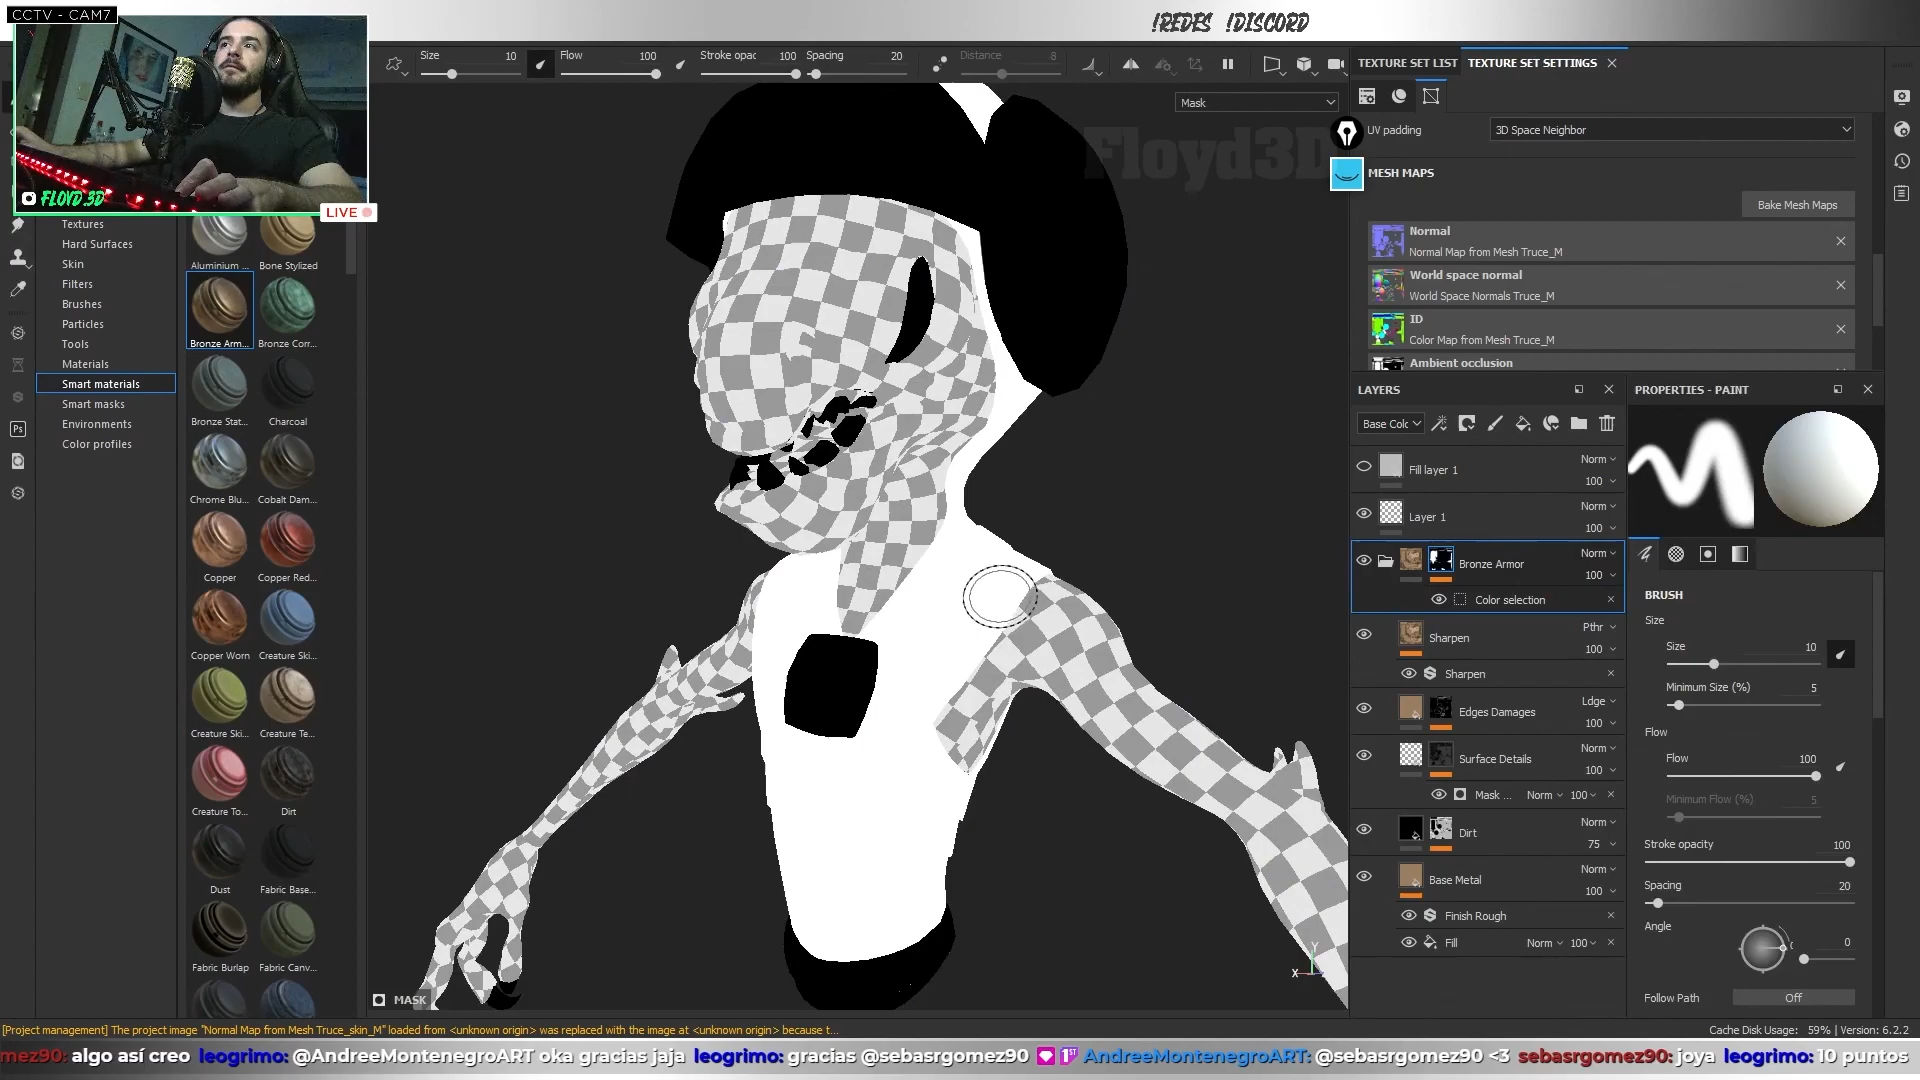 CCTV - CAM7
FLOYD.3D
LIVE
!REDES !DISCORD
Size 10
Flow 100
Stroke opac 100
Spacing 20
Distance 8
Mask
Floyd3D
TEXTURE SET LIST
TEXTURE SET SETTINGS
UV padding
3D Space Neighbor
MESH MAPS
Bake Mesh Maps
Normal
Normal Map from Mesh Truce_M
World space normal
World Space Normals Truce_M
ID
Color Map from Mesh Truce_M
Ambient occlusion
Textures
Hard Surfaces
Skin
Filters
Brushes
Particles
Tools
Materials
Smart materials
Smart masks
Environments
Color profiles
Ps
Aluminium ...
Bone Stylized
Bronze Arm...
Bronze Corr...
Bronze Stat...
Charcoal
Chrome Blu...
Cobalt Dam...
Copper
Copper Red...
Copper Worn
Creature Ski...
Creature Ski...
Creature Te...
Creature To...
Dirt
Dust
Fabric Base...
Fabric Burlap
Fabric Canv...
LAYERS
Base Colc
Fill layer 1 Norm 100
Layer 1 Norm 100
Bronze Armor Norm 100
Color selection
Sharpen Pthr 100
Sharpen
Edges Damages Ldge 100
Surface Details Norm 100
Mask ... Norm 100
Dirt Norm 75
Base Metal Norm 100
Finish Rough
Fill Norm 100
PROPERTIES - PAINT
BRUSH
Size
Size 10
Minimum Size (%) 5
Flow
Flow 100
Minimum Flow (%) 5
Stroke opacity 100
Spacing 20
Angle 0
Follow Path Off
Y
X
MASK
[Project management] The project image "Normal Map from Mesh Truce_skin_M" loaded from <unknown origin> was replaced with the image at <unknown origin> because t...
Cache Disk Usage: 59% | Version: 6.2.2
mez90: algo así creo leogrimo: @AndreeMontenegroART oka gracias jaja leogrimo: gracias @sebasrgomez90 1ST AndreeMontenegroART: @sebasrgomez90 <3 sebasrgomez90: joya leogrimo: 10 puntos